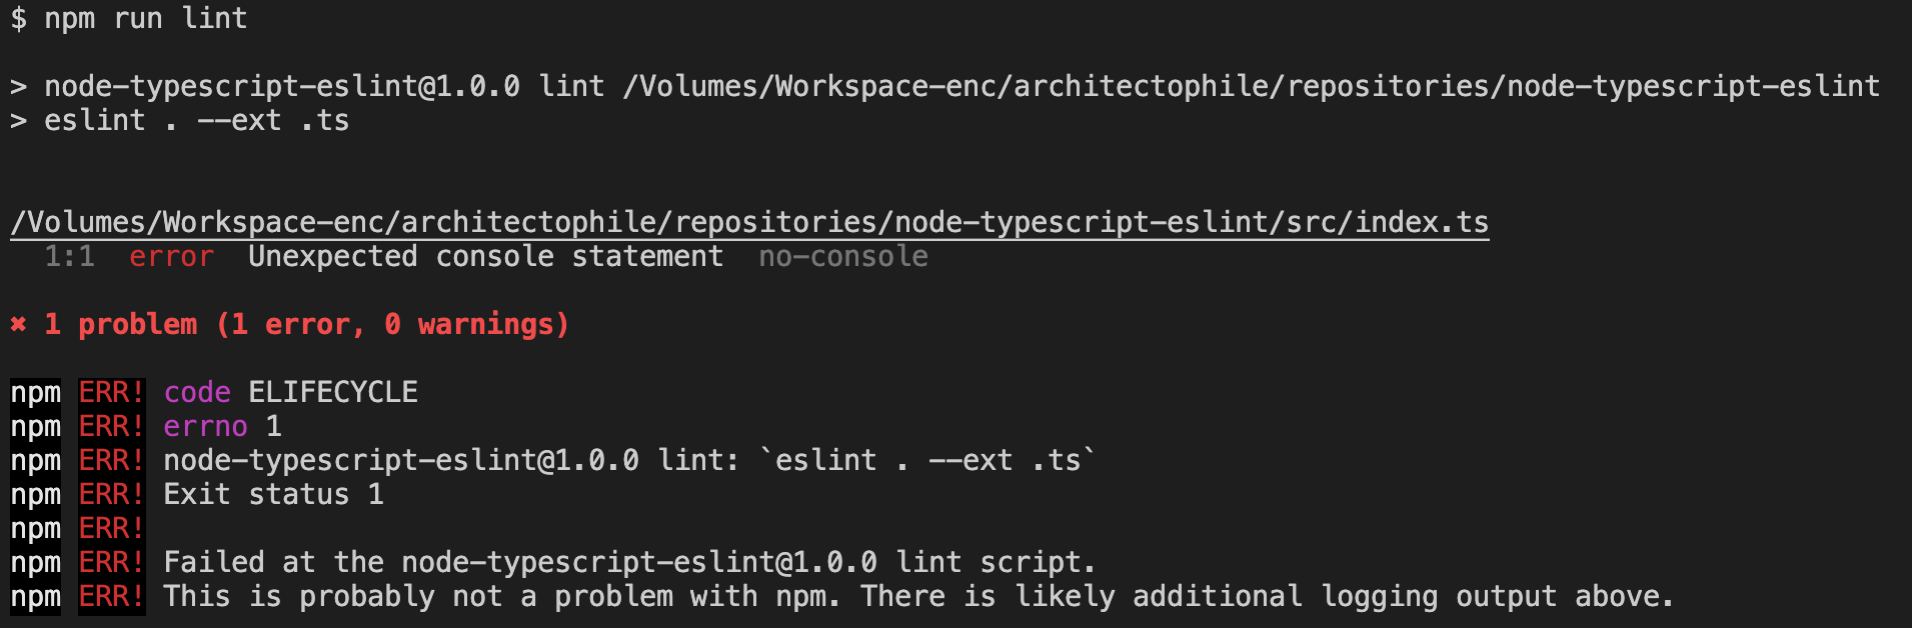 $ npm run lint
> node-typescript-eslint@1.0.0 lint /Volumes/Workspace-enc/architectophile/repositories/node-typescript-eslint
> eslint . --ext .ts
/Volumes/Workspace-enc/architectophile/repositories/node-typescript-eslint/src/index.ts
1:1 error Unexpected console statement no-console
✖ 1 problem (1 error, 0 warnings)
npm ERR! code ELIFECYCLE
npm ERR! errno 1
npm ERR! node-typescript-eslint@1.0.0 lint: `eslint . --ext .ts`
npm ERR! Exit status 1
npm ERR!
npm ERR! Failed at the node-typescript-eslint@1.0.0 lint script.
npm ERR! This is probably not a problem with npm. There is likely additional logging output above.